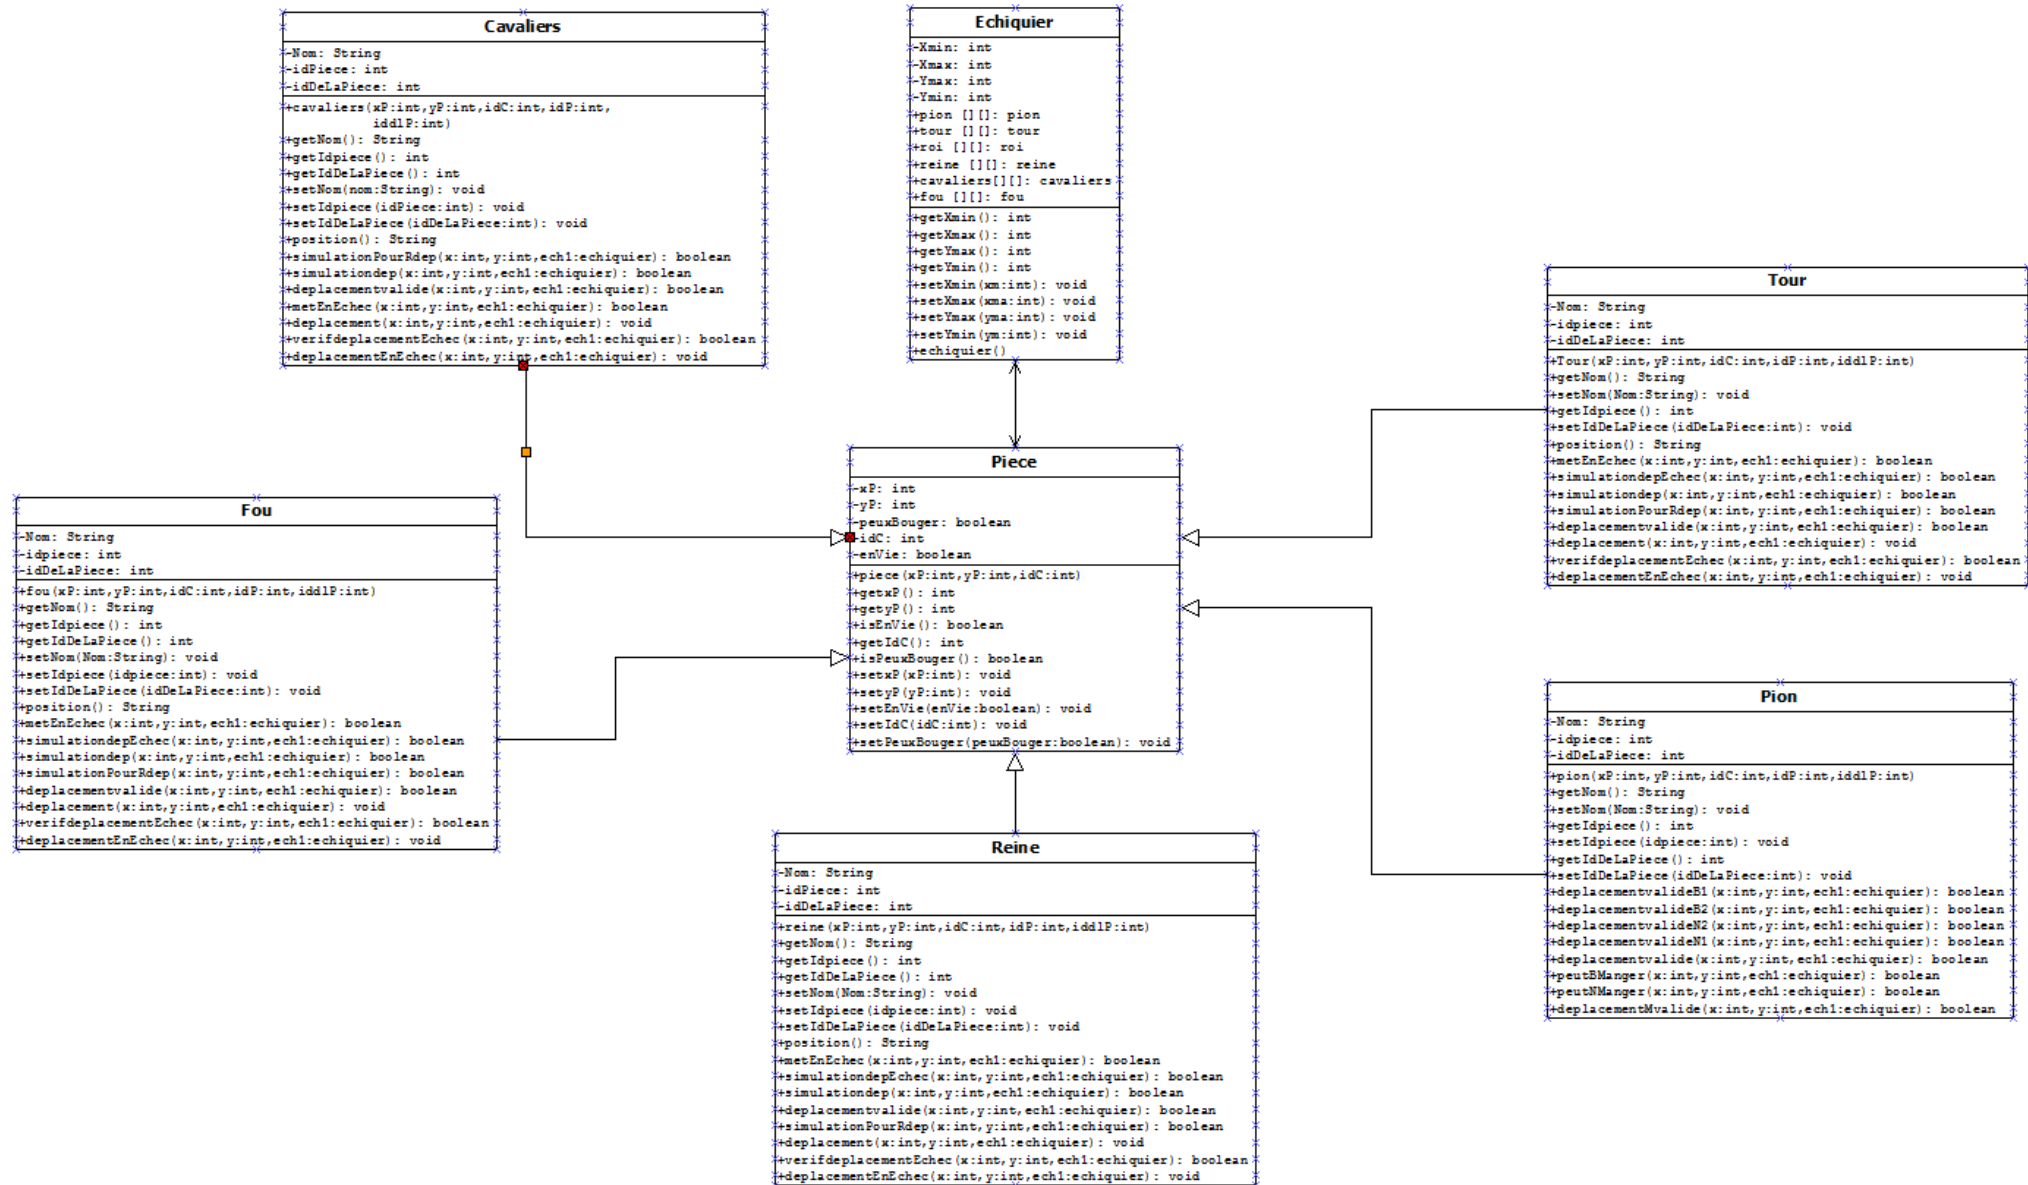 Cavaliers
-Nom: String
-idPiece: int
-idDeLaPiece: int
+cavaliers(xP:int,yP:int,idC:int,idP:int,
iddlP:int)
+getNom(): String
+getIdpiece(): int
+getIdDeLaPiece(): int
+setNom(nom:String): void
+setIdpiece(idPiece:int): void
+setIdDeLaPiece(idDeLaPiece:int): void
+position(): String
+simulationPourRdep(x:int,y:int,ech1:echiquier): boolean
+simulationdep(x:int,y:int,ech1:echiquier): boolean
+deplacementvalide(x:int,y:int,ech1:echiquier): boolean
+metEnEchec(x:int,y:int,ech1:echiquier): boolean
+deplacement(x:int,y:int,ech1:echiquier): void
+verifdeplacementEchec(x:int,y:int,ech1:echiquier): boolean
+deplacementEnEchec(x:int,y:int,ech1:echiquier): void
Echiquier
-Xmin: int
-Xmax: int
-Ymax: int
-Ymin: int
+pion [][]: pion
+tour [][]: tour
+roi [][]: roi
+reine [][]: reine
+cavaliers[][]: cavaliers
+fou [][]: fou
+getXmin(): int
+getXmax(): int
+getYmax(): int
+getYmin(): int
+setXmin(xm:int): void
+setXmax(xma:int): void
+setYmax(yma:int): void
+setYmin(ym:int): void
+echiquier()
Tour
-Nom: String
-idpiece: int
-idDeLaPiece: int
+Tour(xP:int,yP:int,idC:int,idP:int,iddlP:int)
+getNom(): String
+setNom(Nom:String): void
+getIdpiece(): int
+setIdDeLaPiece(idDeLaPiece:int): void
+position(): String
+metEnEchec(x:int,y:int,ech1:echiquier): boolean
+simulationdepEchec(x:int,y:int,ech1:echiquier): boolean
+simulationdep(x:int,y:int,ech1:echiquier): boolean
+simulationPourRdep(x:int,y:int,ech1:echiquier): boolean
+deplacementvalide(x:int,y:int,ech1:echiquier): boolean
+deplacement(x:int,y:int,ech1:echiquier): void
+verifdeplacementEchec(x:int,y:int,ech1:echiquier): boolean
+deplacementEnEchec(x:int,y:int,ech1:echiquier): void
Piece
-xP: int
-yP: int
-peuxBouger: boolean
-idC: int
-enVie: boolean
+piece(xP:int,yP:int,idC:int)
+getxP(): int
+getyP(): int
+isEnVie(): boolean
+getIdC(): int
+isPeuxBouger(): boolean
+setxP(xP:int): void
+setyP(yP:int): void
+setEnVie(enVie:boolean): void
+setIdC(idC:int): void
+setPeuxBouger(peuxBouger:boolean): void
Fou
-Nom: String
-idpiece: int
-idDeLaPiece: int
+fou(xP:int,yP:int,idC:int,idP:int,iddlP:int)
+getNom(): String
+getIdpiece(): int
+getIdDeLaPiece(): int
+setNom(Nom:String): void
+setIdpiece(idpiece:int): void
+setIdDeLaPiece(idDeLaPiece:int): void
+position(): String
+metEnEchec(x:int,y:int,ech1:echiquier): boolean
+simulationdepEchec(x:int,y:int,ech1:echiquier): boolean
+simulationdep(x:int,y:int,ech1:echiquier): boolean
+simulationPourRdep(x:int,y:int,ech1:echiquier): boolean
+deplacementvalide(x:int,y:int,ech1:echiquier): boolean
+deplacement(x:int,y:int,ech1:echiquier): void
+verifdeplacementEchec(x:int,y:int,ech1:echiquier): boolean
+deplacementEnEchec(x:int,y:int,ech1:echiquier): void
Pion
-Nom: String
-idpiece: int
-idDeLaPiece: int
+pion(xP:int,yP:int,idC:int,idP:int,iddlP:int)
+getNom(): String
+setNom(Nom:String): void
+getIdpiece(): int
+setIdpiece(idpiece:int): void
+getIdDeLaPiece(): int
+setIdDeLaPiece(idDeLaPiece:int): void
+deplacementvalideB1(x:int,y:int,ech1:echiquier): boolean
+deplacementvalideB2(x:int,y:int,ech1:echiquier): boolean
+deplacementvalideN2(x:int,y:int,ech1:echiquier): boolean
+deplacementvalideN1(x:int,y:int,ech1:echiquier): boolean
+deplacementvalide(x:int,y:int,ech1:echiquier): boolean
+peutBManger(x:int,y:int,ech1:echiquier): boolean
+peutNManger(x:int,y:int,ech1:echiquier): boolean
+deplacementMvalide(x:int,y:int,ech1:echiquier): boolean
Reine
-Nom: String
-idPiece: int
-idDeLaPiece: int
+reine(xP:int,yP:int,idC:int,idP:int,iddlP:int)
+getNom(): String
+getIdpiece(): int
+getIdDeLaPiece(): int
+setNom(Nom:String): void
+setIdpiece(idpiece:int): void
+setIdDeLaPiece(idDeLaPiece:int): void
+position(): String
+metEnEchec(x:int,y:int,ech1:echiquier): boolean
+simulationdepEchec(x:int,y:int,ech1:echiquier): boolean
+simulationdep(x:int,y:int,ech1:echiquier): boolean
+deplacementvalide(x:int,y:int,ech1:echiquier): boolean
+simulationPourRdep(x:int,y:int,ech1:echiquier): boolean
+deplacement(x:int,y:int,ech1:echiquier): void
+verifdeplacementEchec(x:int,y:int,ech1:echiquier): boolean
+deplacementEnEchec(x:int,y:int,ech1:echiquier): void